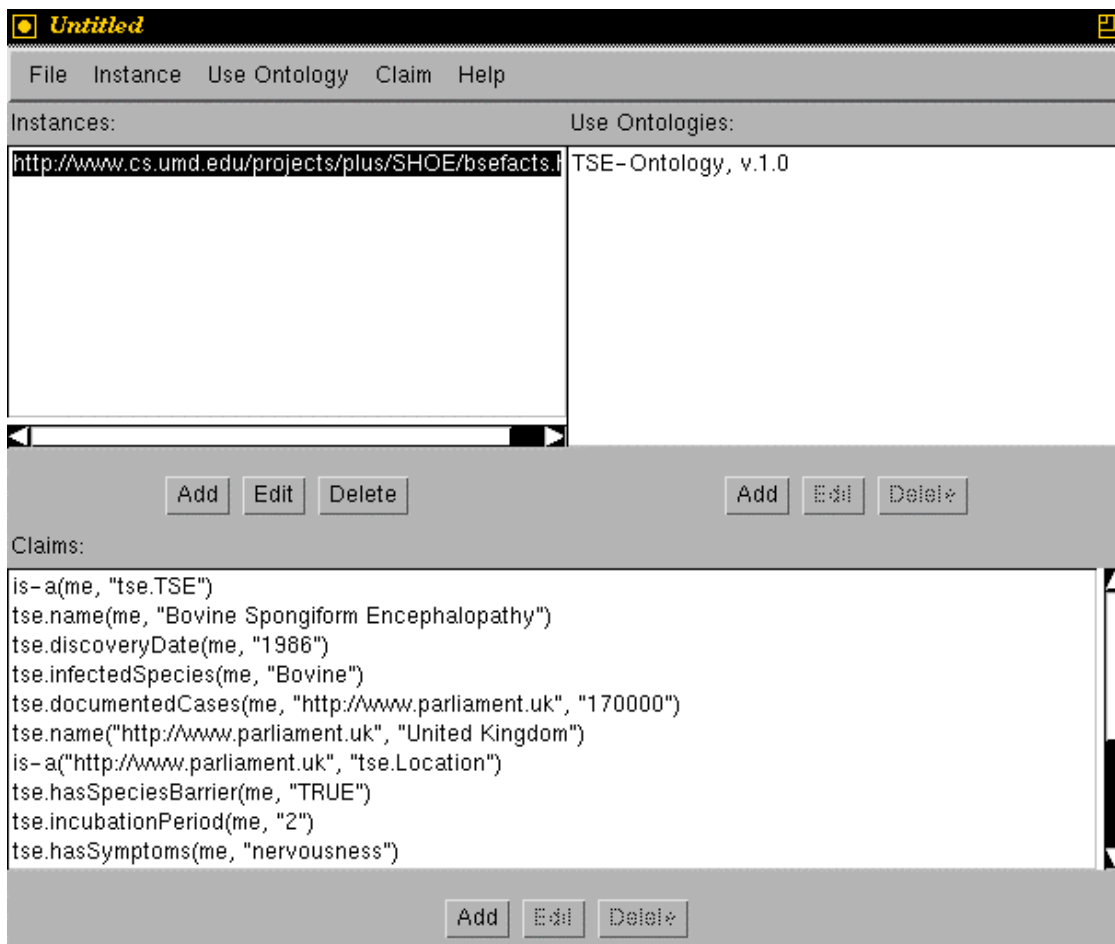 Untitled
File Instance Use Ontology Claim Help
Instances: Use Ontologies:
http://www.cs.umd.edu/projects/plus/SHOE/bsefacts. TSE-Ontology, v.1.0
Add Edit Delete Add Edit Delete
Claims:
is-a(me, "tse.TSE")
tse.name(me, "Bovine Spongiform Encephalopathy")
tse.discoveryDate(me, "1986")
tse.infectedSpecies(me, "Bovine")
tse.documentedCases(me, "http://www.parliament.uk", "170000")
tse.name("http://www.parliament.uk", "United Kingdom")
is-a("http://www.parliament.uk", "tse.Location")
tse.hasSpeciesBarrier(me, "TRUE")
tse.incubationPeriod(me, "2")
tse.hasSymptoms(me, "nervousness")
Add Edit Delete